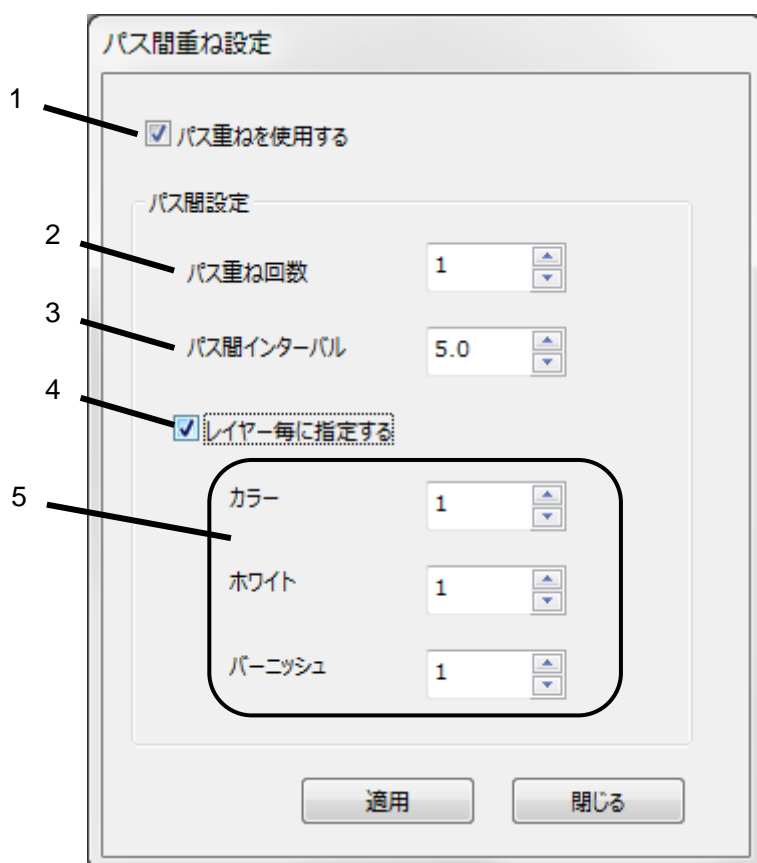 パス間重ね設定
1
パス重ねを使用する
パス間設定
2
パス重ね回数 1
3
パス間インターバル 5.0
4
レイヤー毎に指定する
5
カラー 1
ホワイト 1
バーニッシュ 1
適用 閉じる